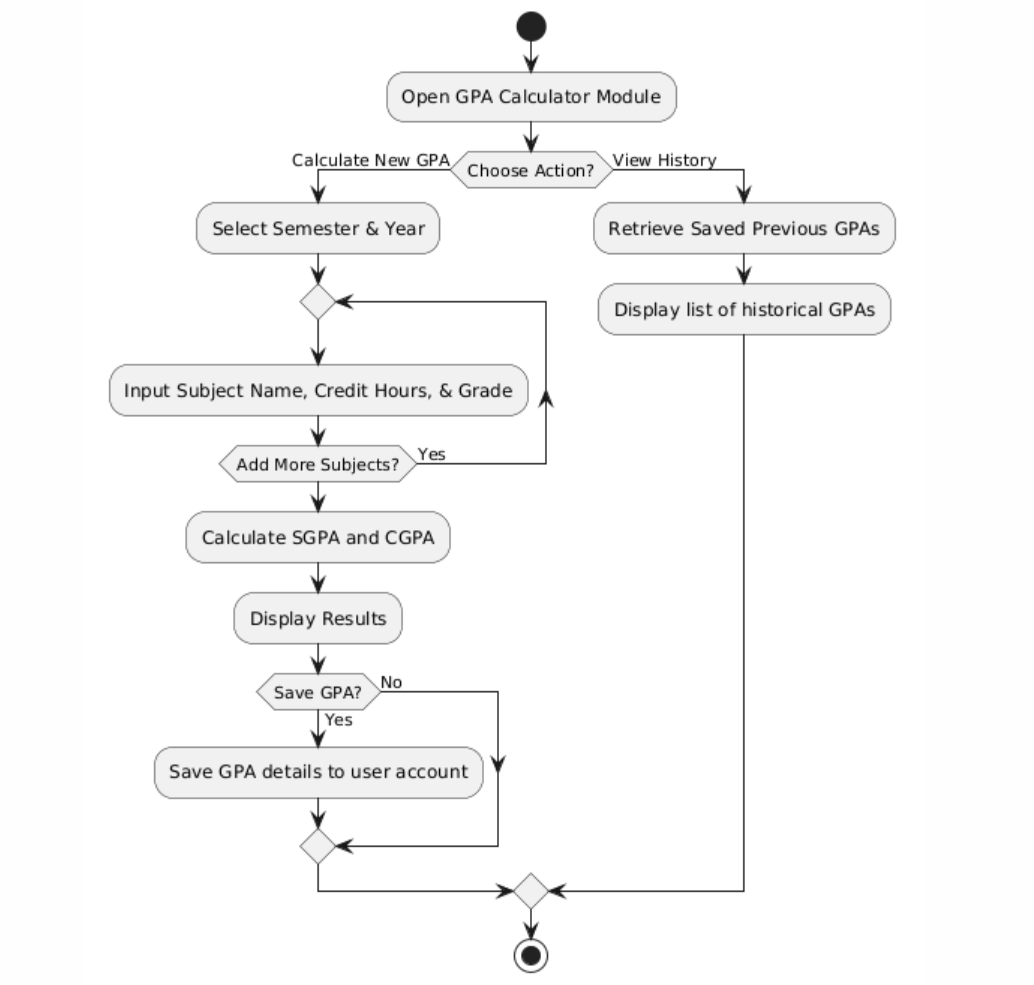 Open GPA Calculator Module
Choose Action?
Calculate New GPA
View History
Select Semester & Year
Retrieve Saved Previous GPAs
Display list of historical GPAs
Input Subject Name, Credit Hours, & Grade
Add More Subjects?
Yes
Calculate SGPA and CGPA
Display Results
Save GPA?
No
Yes
Save GPA details to user account